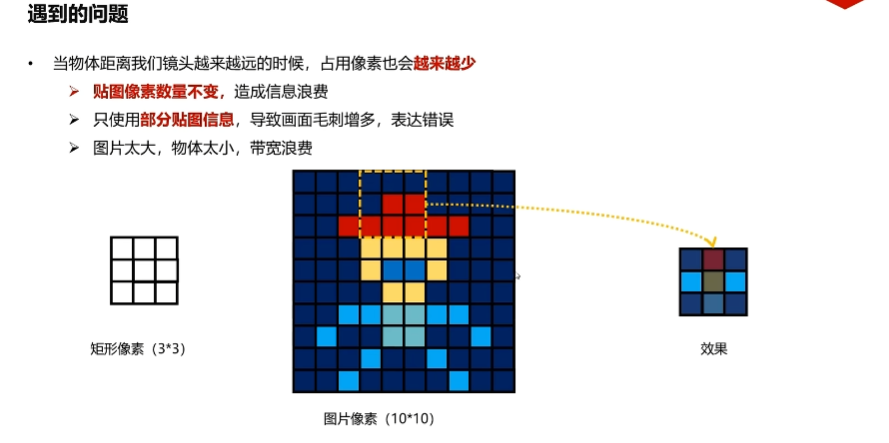 遇到的问题
• 当物体距离我们镜头越来越远的时候，占用像素也会越来越少
➤ 贴图像素数量不变，造成信息浪费
➤ 只使用部分贴图信息，导致画面毛刺增多，表达错误
➤ 图片太大，物体太小，带宽浪费
矩形像素（3*3）
图片像素（10*10）
效果